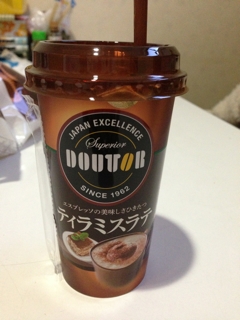 JAPAN EXCELLENCE
Superior
DOUTOR
SINCE 1962
エスプレッソの美味しさひきたつ
ティラミスラテ